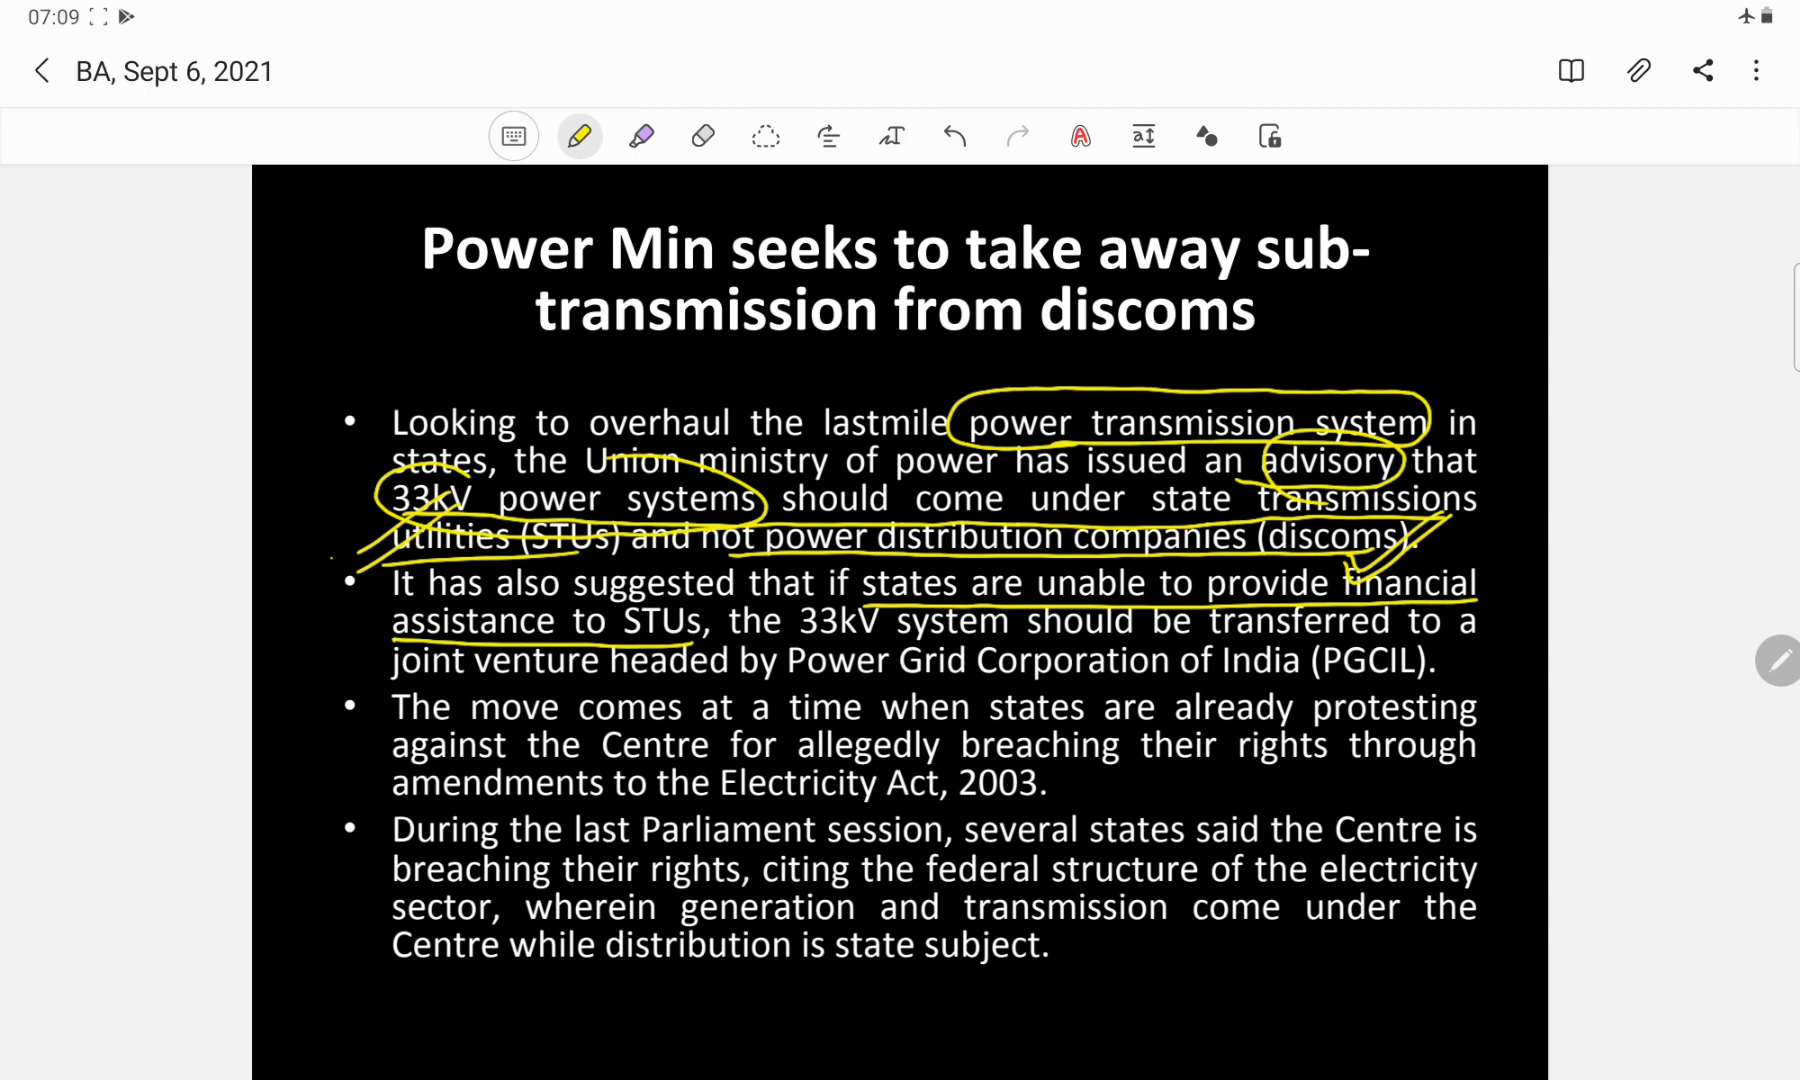 07:09
BA, Sept 6, 2021
Power Min seeks to take away sub-
transmission from discoms
• Looking to overhaul the lastmile power transmission system in
states, the Union ministry of power has issued an advisory that
33kV power systems should come under state transmissions
utilities (STUs) and not power distribution companies (discoms).
• It has also suggested that if states are unable to provide financial
assistance to STUs, the 33kV system should be transferred to a
joint venture headed by Power Grid Corporation of India (PGCIL).
• The move comes at a time when states are already protesting
against the Centre for allegedly breaching their rights through
amendments to the Electricity Act, 2003.
• During the last Parliament session, several states said the Centre is
breaching their rights, citing the federal structure of the electricity
sector, wherein generation and transmission come under the
Centre while distribution is state subject.